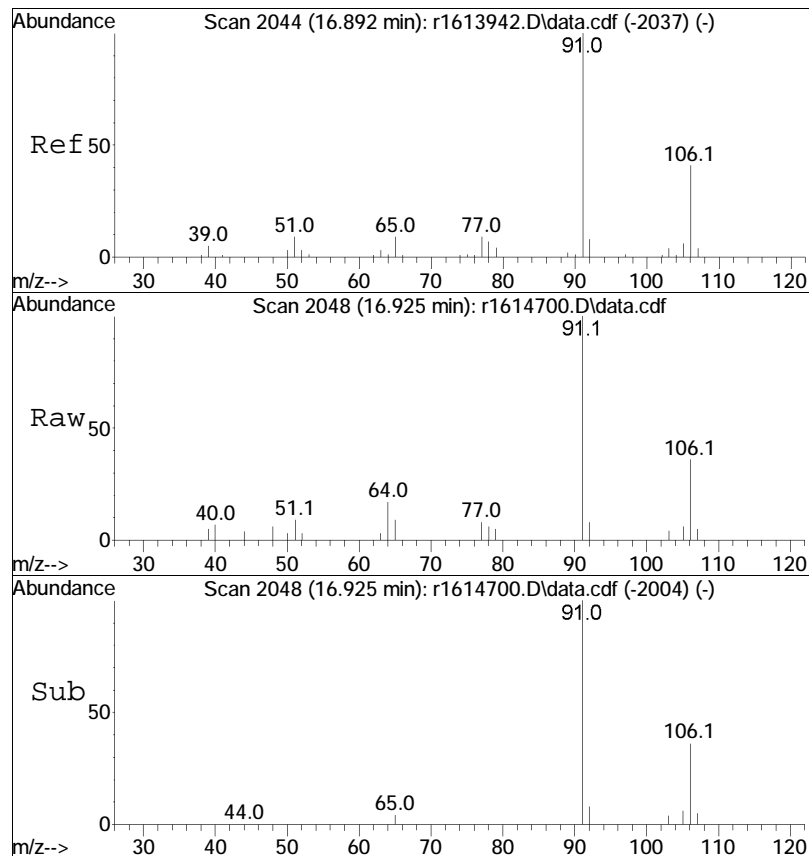 Abundance Scan 2044 (16.892 min): r1613942.D\data.cdf (-2037) (-)
91.0
Ref 50
106.1
39.0 51.0 65.0 77.0
0
m/z--> 30 40 50 60 70 80 90 100 110 120
Abundance Scan 2048 (16.925 min): r1614700.D\data.cdf
91.1
Raw 50
106.1
40.0 51.1 64.0 77.0
0
m/z--> 30 40 50 60 70 80 90 100 110 120
Abundance Scan 2048 (16.925 min): r1614700.D\data.cdf (-2004) (-)
91.0
Sub 50
106.1
44.0 65.0
0
m/z--> 30 40 50 60 70 80 90 100 110 120